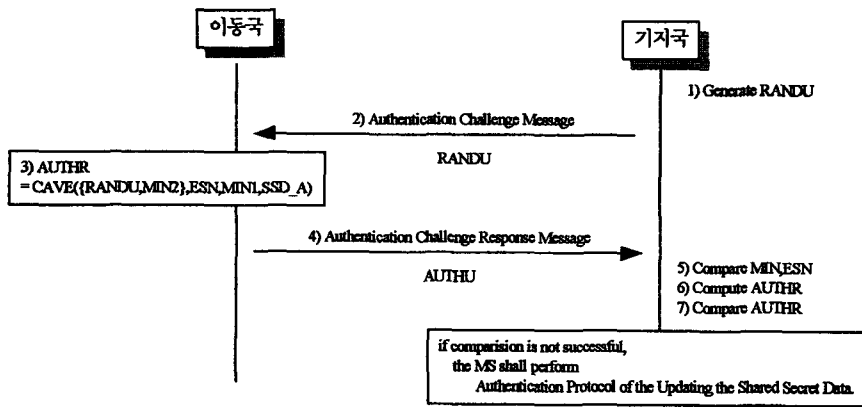 이동국
기지국
1) Generate RANDU
2) Authentication Challenge Message
RANDU
3) AUTHR
= CAVE({RANDU,MIN2},ESN,MIN1,SSD_A)
4) Authentication Challenge Response Message
AUTHU
5) Compare MIN,ESN
6) Compute AUTHR
7) Compare AUTHR
if comparision is not successful,
the MS shall perform
Authentication Protocol of the Updating the Shared Secret Data.